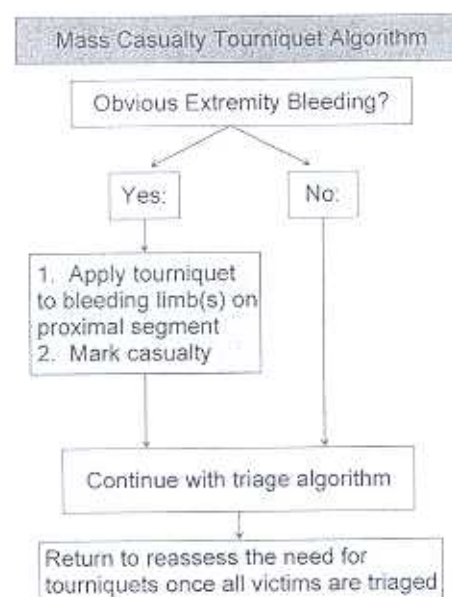 Mass Casualty Tourniquet Algorithm
Obvious Extremity Bleeding?
Yes:
No:
1. Apply tourniquet
to bleeding limb(s) on
proximal segment
2. Mark casualty
Continue with triage algorithm
Return to reassess the need for
tourniquets once all victims are triaged